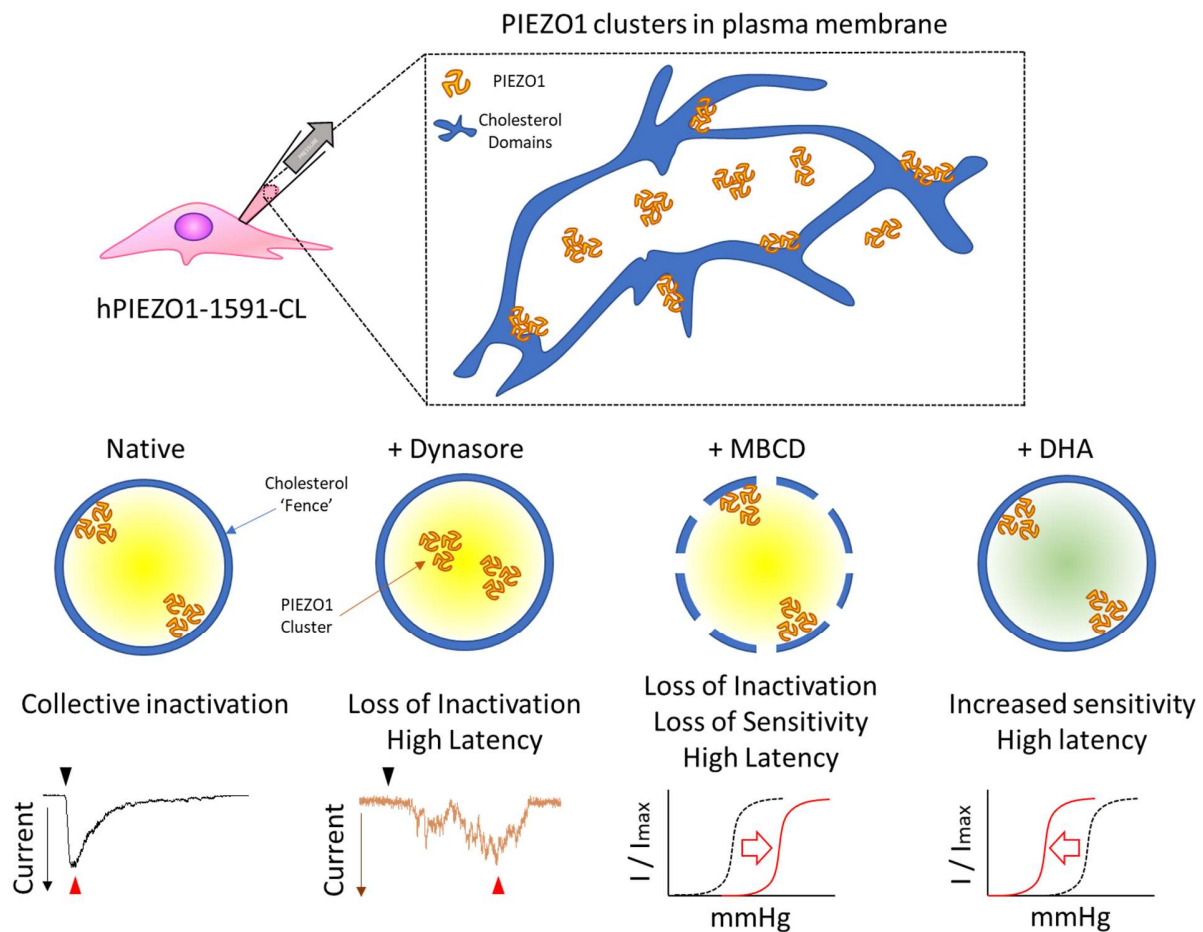 PIEZO1 clusters in plasma membrane
PIEZO1
Cholesterol
Domains
hPIEZO1-1591-CL
Native
+ Dynasore
+ MBCD
+ DHA
Cholesterol
‘Fence’
PIEZO1
Cluster
Collective inactivation
Loss of Inactivation
High Latency
Loss of Inactivation
Loss of Sensitivity
High Latency
Increased sensitivity
High latency
Current
Current
I / Imax
mmHg
I / Imax
mmHg